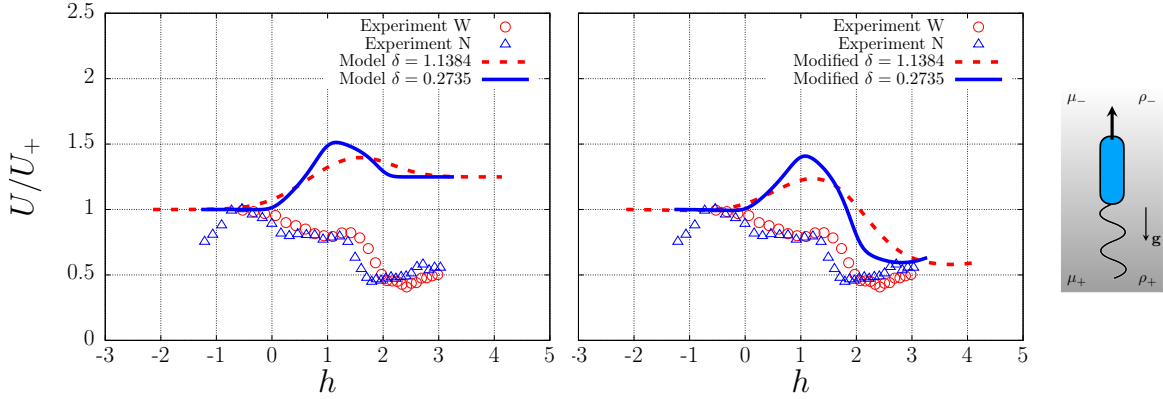 Experiment W
Experiment N
Model δ = 1.1384
Model δ = 0.2735
U/U₊
2.5
2
1.5
1
0.5
0
-3 -2 -1 0 1 2 3 4 5
h
Experiment W
Experiment N
Modified δ = 1.1384
Modified δ = 0.2735
-3 -2 -1 0 1 2 3 4 5
h
μ₋ ρ₋
g
μ₊ ρ₊